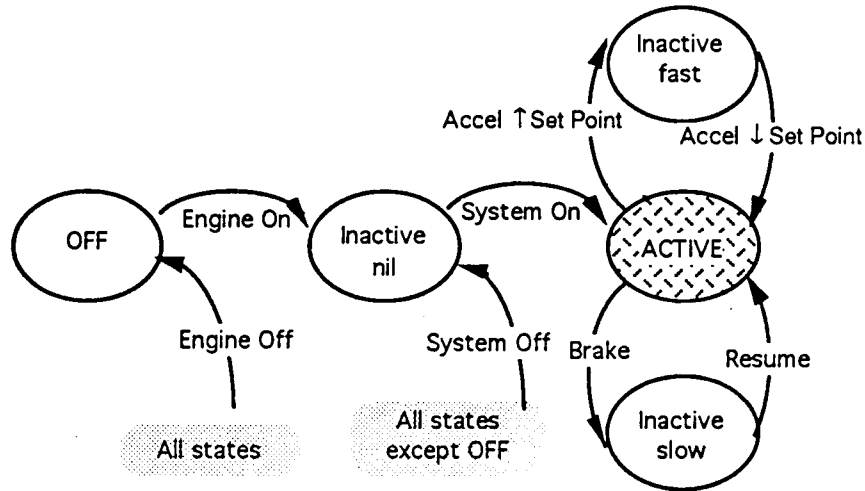 Inactive
fast
Accel ↑ Set Point
Accel ↓ Set Point
Engine On
System On
OFF
Inactive
nil
ACTIVE
Engine Off
System Off
Brake
Resume
All states
All states
except OFF
Inactive
slow